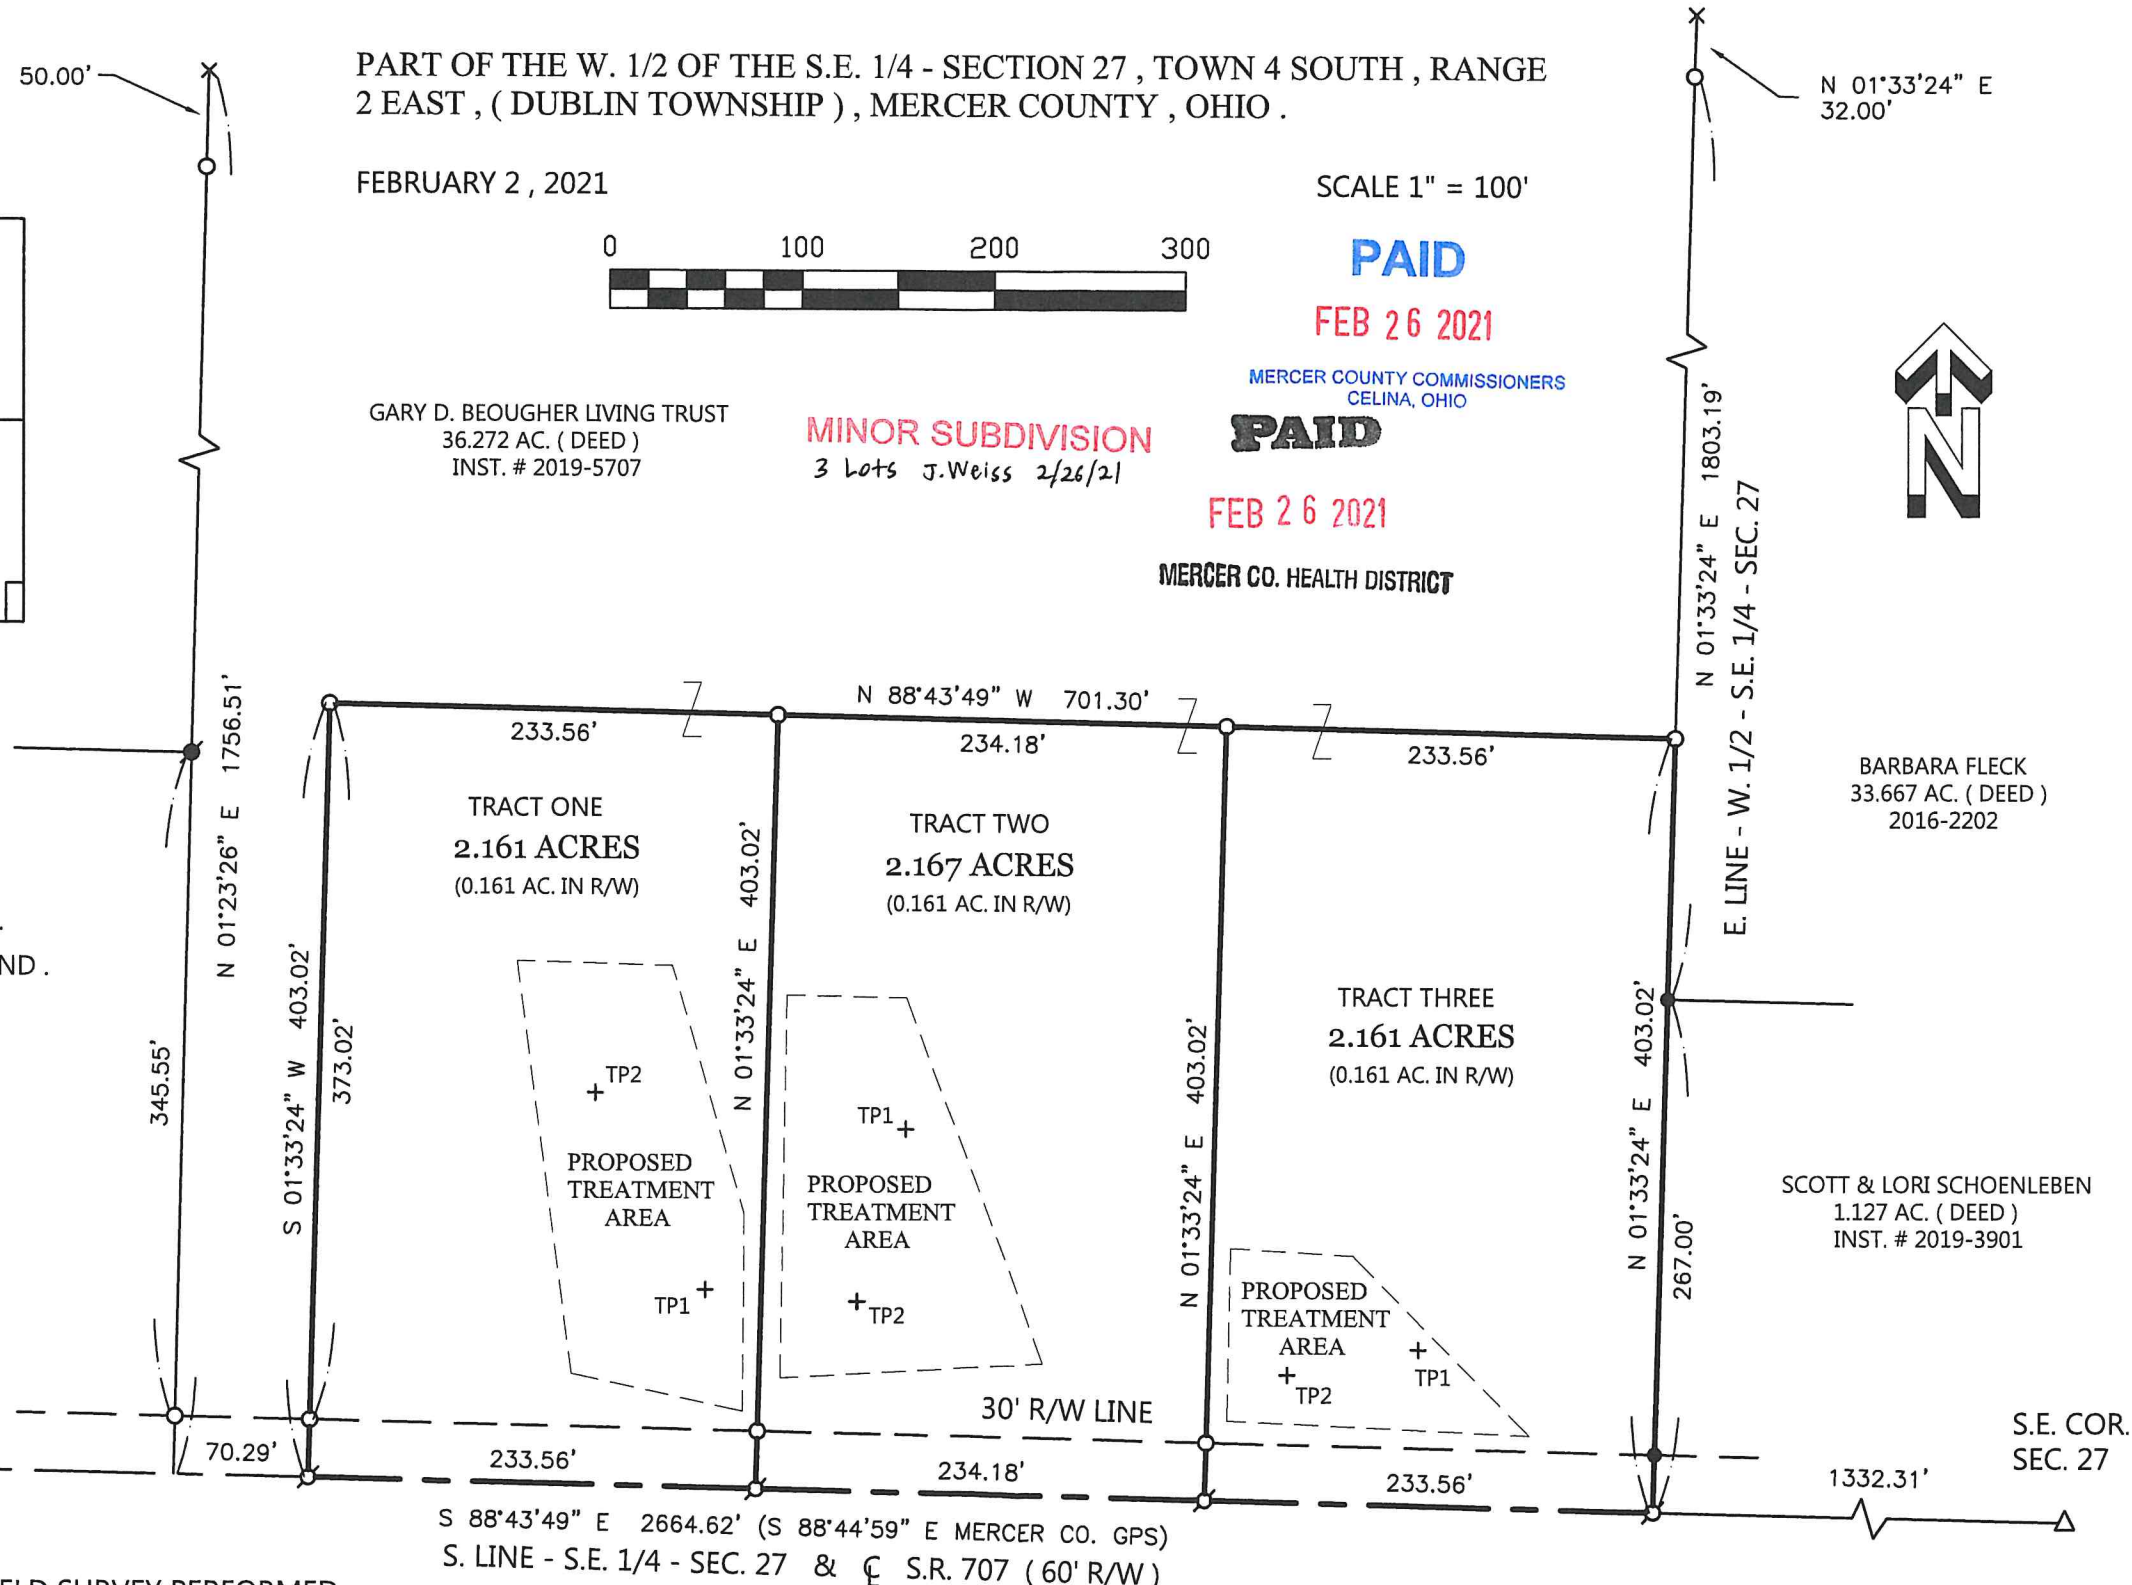 50.00'
PART OF THE W. 1/2 OF THE S.E. 1/4 - SECTION 27 , TOWN 4 SOUTH , RANGE
2 EAST , ( DUBLIN TOWNSHIP ) , MERCER COUNTY , OHIO .
N 01°33'24" E
32.00'
FEBRUARY 2 , 2021
SCALE 1" = 100'
0 100 200 300
PAID
FEB 26 2021
MERCER COUNTY COMMISSIONERS
CELINA, OHIO
GARY D. BEOUGHER LIVING TRUST
36.272 AC. ( DEED )
INST. # 2019-5707
MINOR SUBDIVISION
3 Lots J.Weiss 2/26/21
PAID
FEB 26 2021
MERCER CO. HEALTH DISTRICT
N
N 01°33'24" E 1803.19'
E. LINE - W. 1/2 - S.E. 1/4 - SEC. 27
N 01°23'26" E 1756.51'
N 88°43'49" W 701.30'
233.56'
234.18'
233.56'
BARBARA FLECK
33.667 AC. ( DEED )
2016-2202
TRACT ONE
2.161 ACRES
(0.161 AC. IN R/W)
TRACT TWO
2.167 ACRES
(0.161 AC. IN R/W)
TRACT THREE
2.161 ACRES
(0.161 AC. IN R/W)
ND .
345.55'
S 01°33'24" W 403.02'
373.02'
N 01°33'24" E 403.02'
N 01°33'24" E 403.02'
N 01°33'24" E 403.02'
267.00'
TP2
PROPOSED
TREATMENT
AREA
TP1
TP1
PROPOSED
TREATMENT
AREA
TP2
PROPOSED
TREATMENT
AREA
TP1
TP2
SCOTT & LORI SCHOENLEBEN
1.127 AC. ( DEED )
INST. # 2019-3901
30' R/W LINE
70.29'
233.56'
234.18'
233.56'
1332.31'
S.E. COR.
SEC. 27
S 88°43'49" E 2664.62' (S 88°44'59" E MERCER CO. GPS)
S. LINE - S.E. 1/4 - SEC. 27 & ℄ S.R. 707 ( 60' R/W )
ELD SURVEY PERFORMED